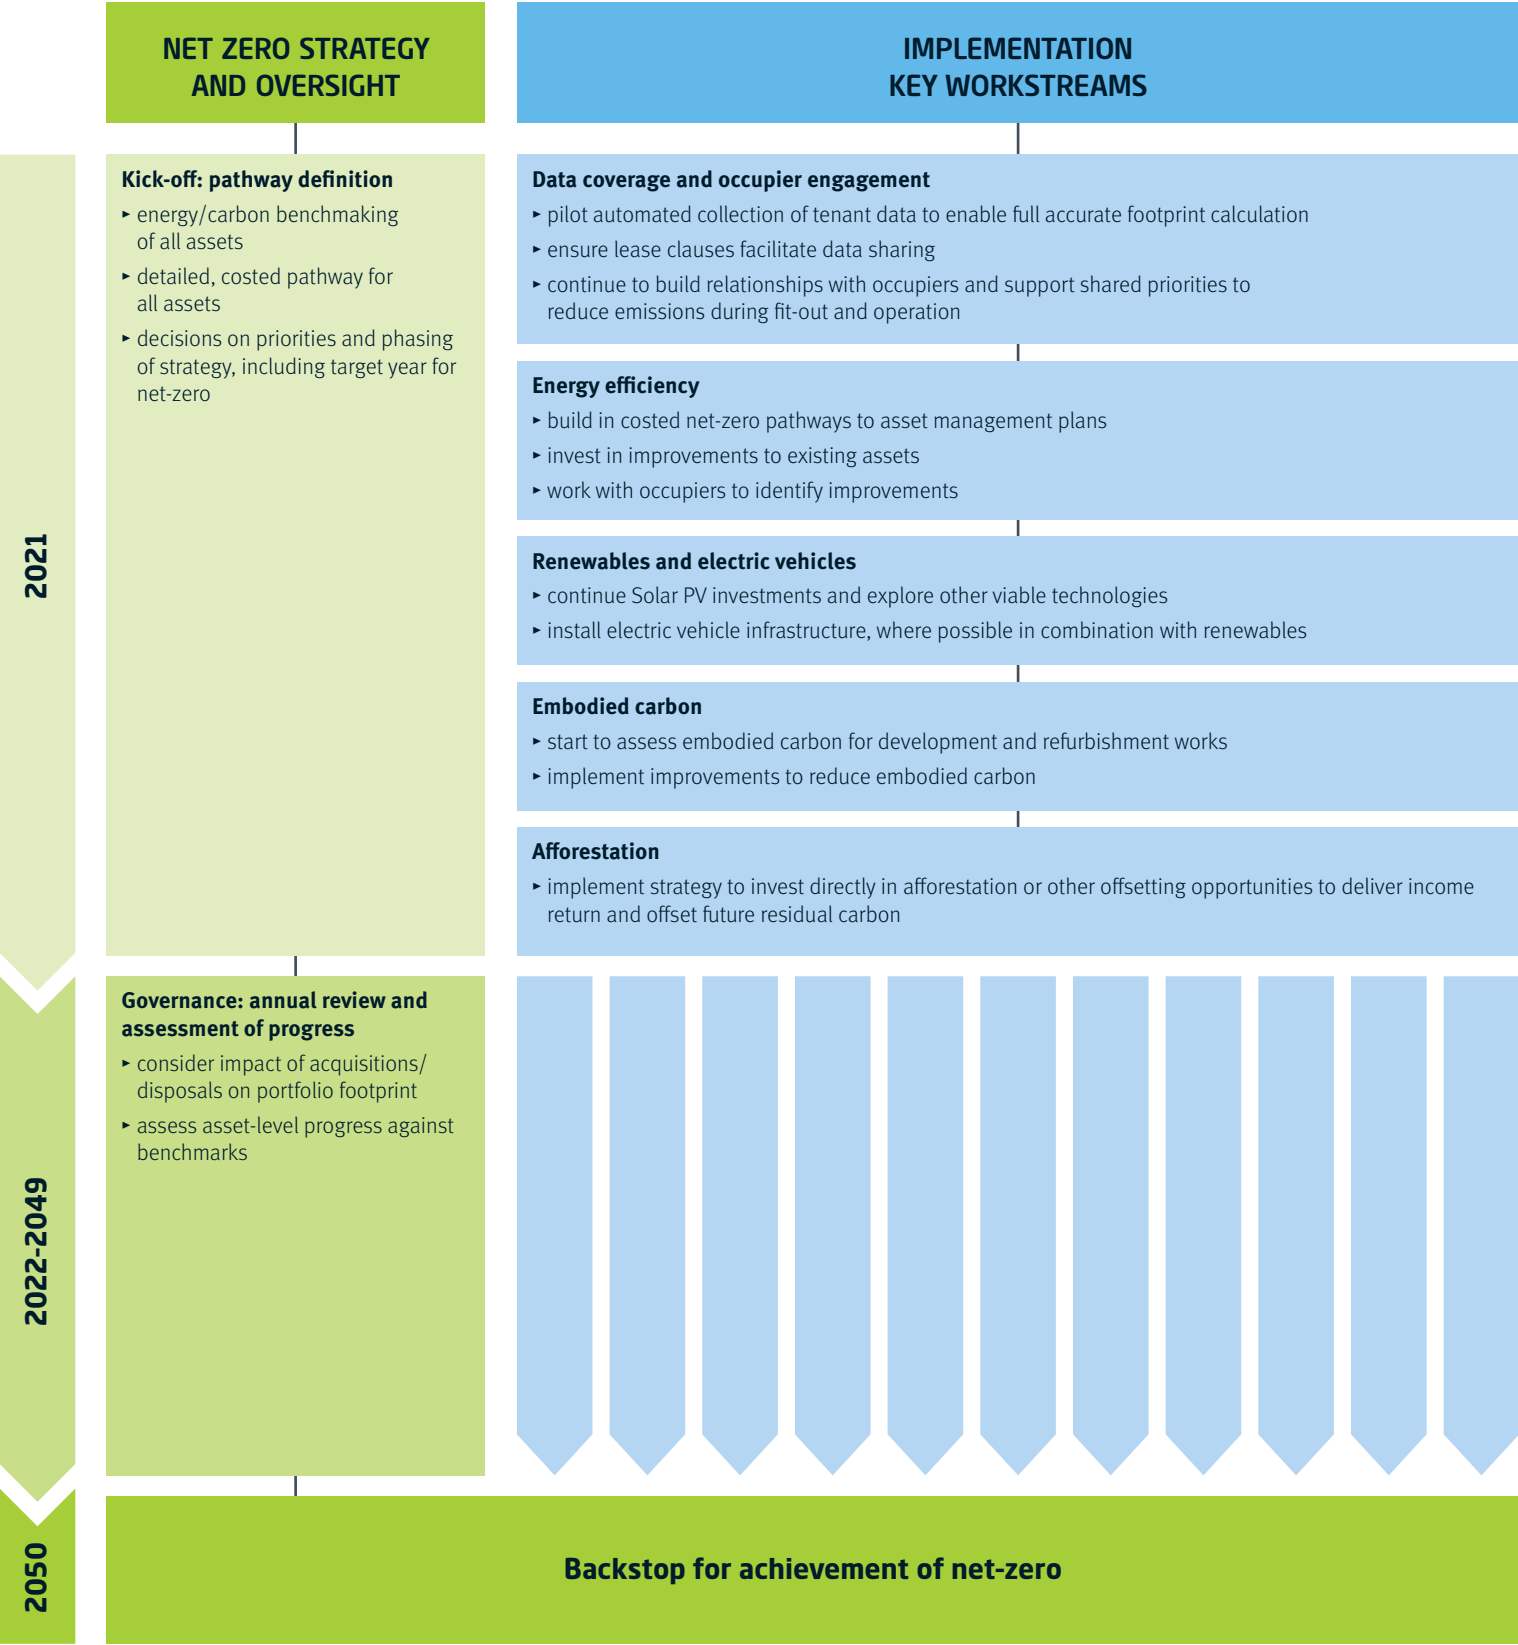 NET ZERO STRATEGY
AND OVERSIGHT
IMPLEMENTATION
KEY WORKSTREAMS
2021
Kick-off: pathway definition
▸ energy/carbon benchmaking
of all assets
▸ detailed, costed pathway for
all assets
▸ decisions on priorities and phasing
of strategy, including target year for
net-zero
Data coverage and occupier engagement
▸ pilot automated collection of tenant data to enable full accurate footprint calculation
▸ ensure lease clauses facilitate data sharing
▸ continue to build relationships with occupiers and support shared priorities to
reduce emissions during fit-out and operation
Energy efficiency
▸ build in costed net-zero pathways to asset management plans
▸ invest in improvements to existing assets
▸ work with occupiers to identify improvements
Renewables and electric vehicles
▸ continue Solar PV investments and explore other viable technologies
▸ install electric vehicle infrastructure, where possible in combination with renewables
Embodied carbon
▸ start to assess embodied carbon for development and refurbishment works
▸ implement improvements to reduce embodied carbon
Afforestation
▸ implement strategy to invest directly in afforestation or other offsetting opportunities to deliver income
return and offset future residual carbon
2022-2049
Governance: annual review and
assessment of progress
▸ consider impact of acquisitions/
disposals on portfolio footprint
▸ assess asset-level progress against
benchmarks
2050
Backstop for achievement of net-zero